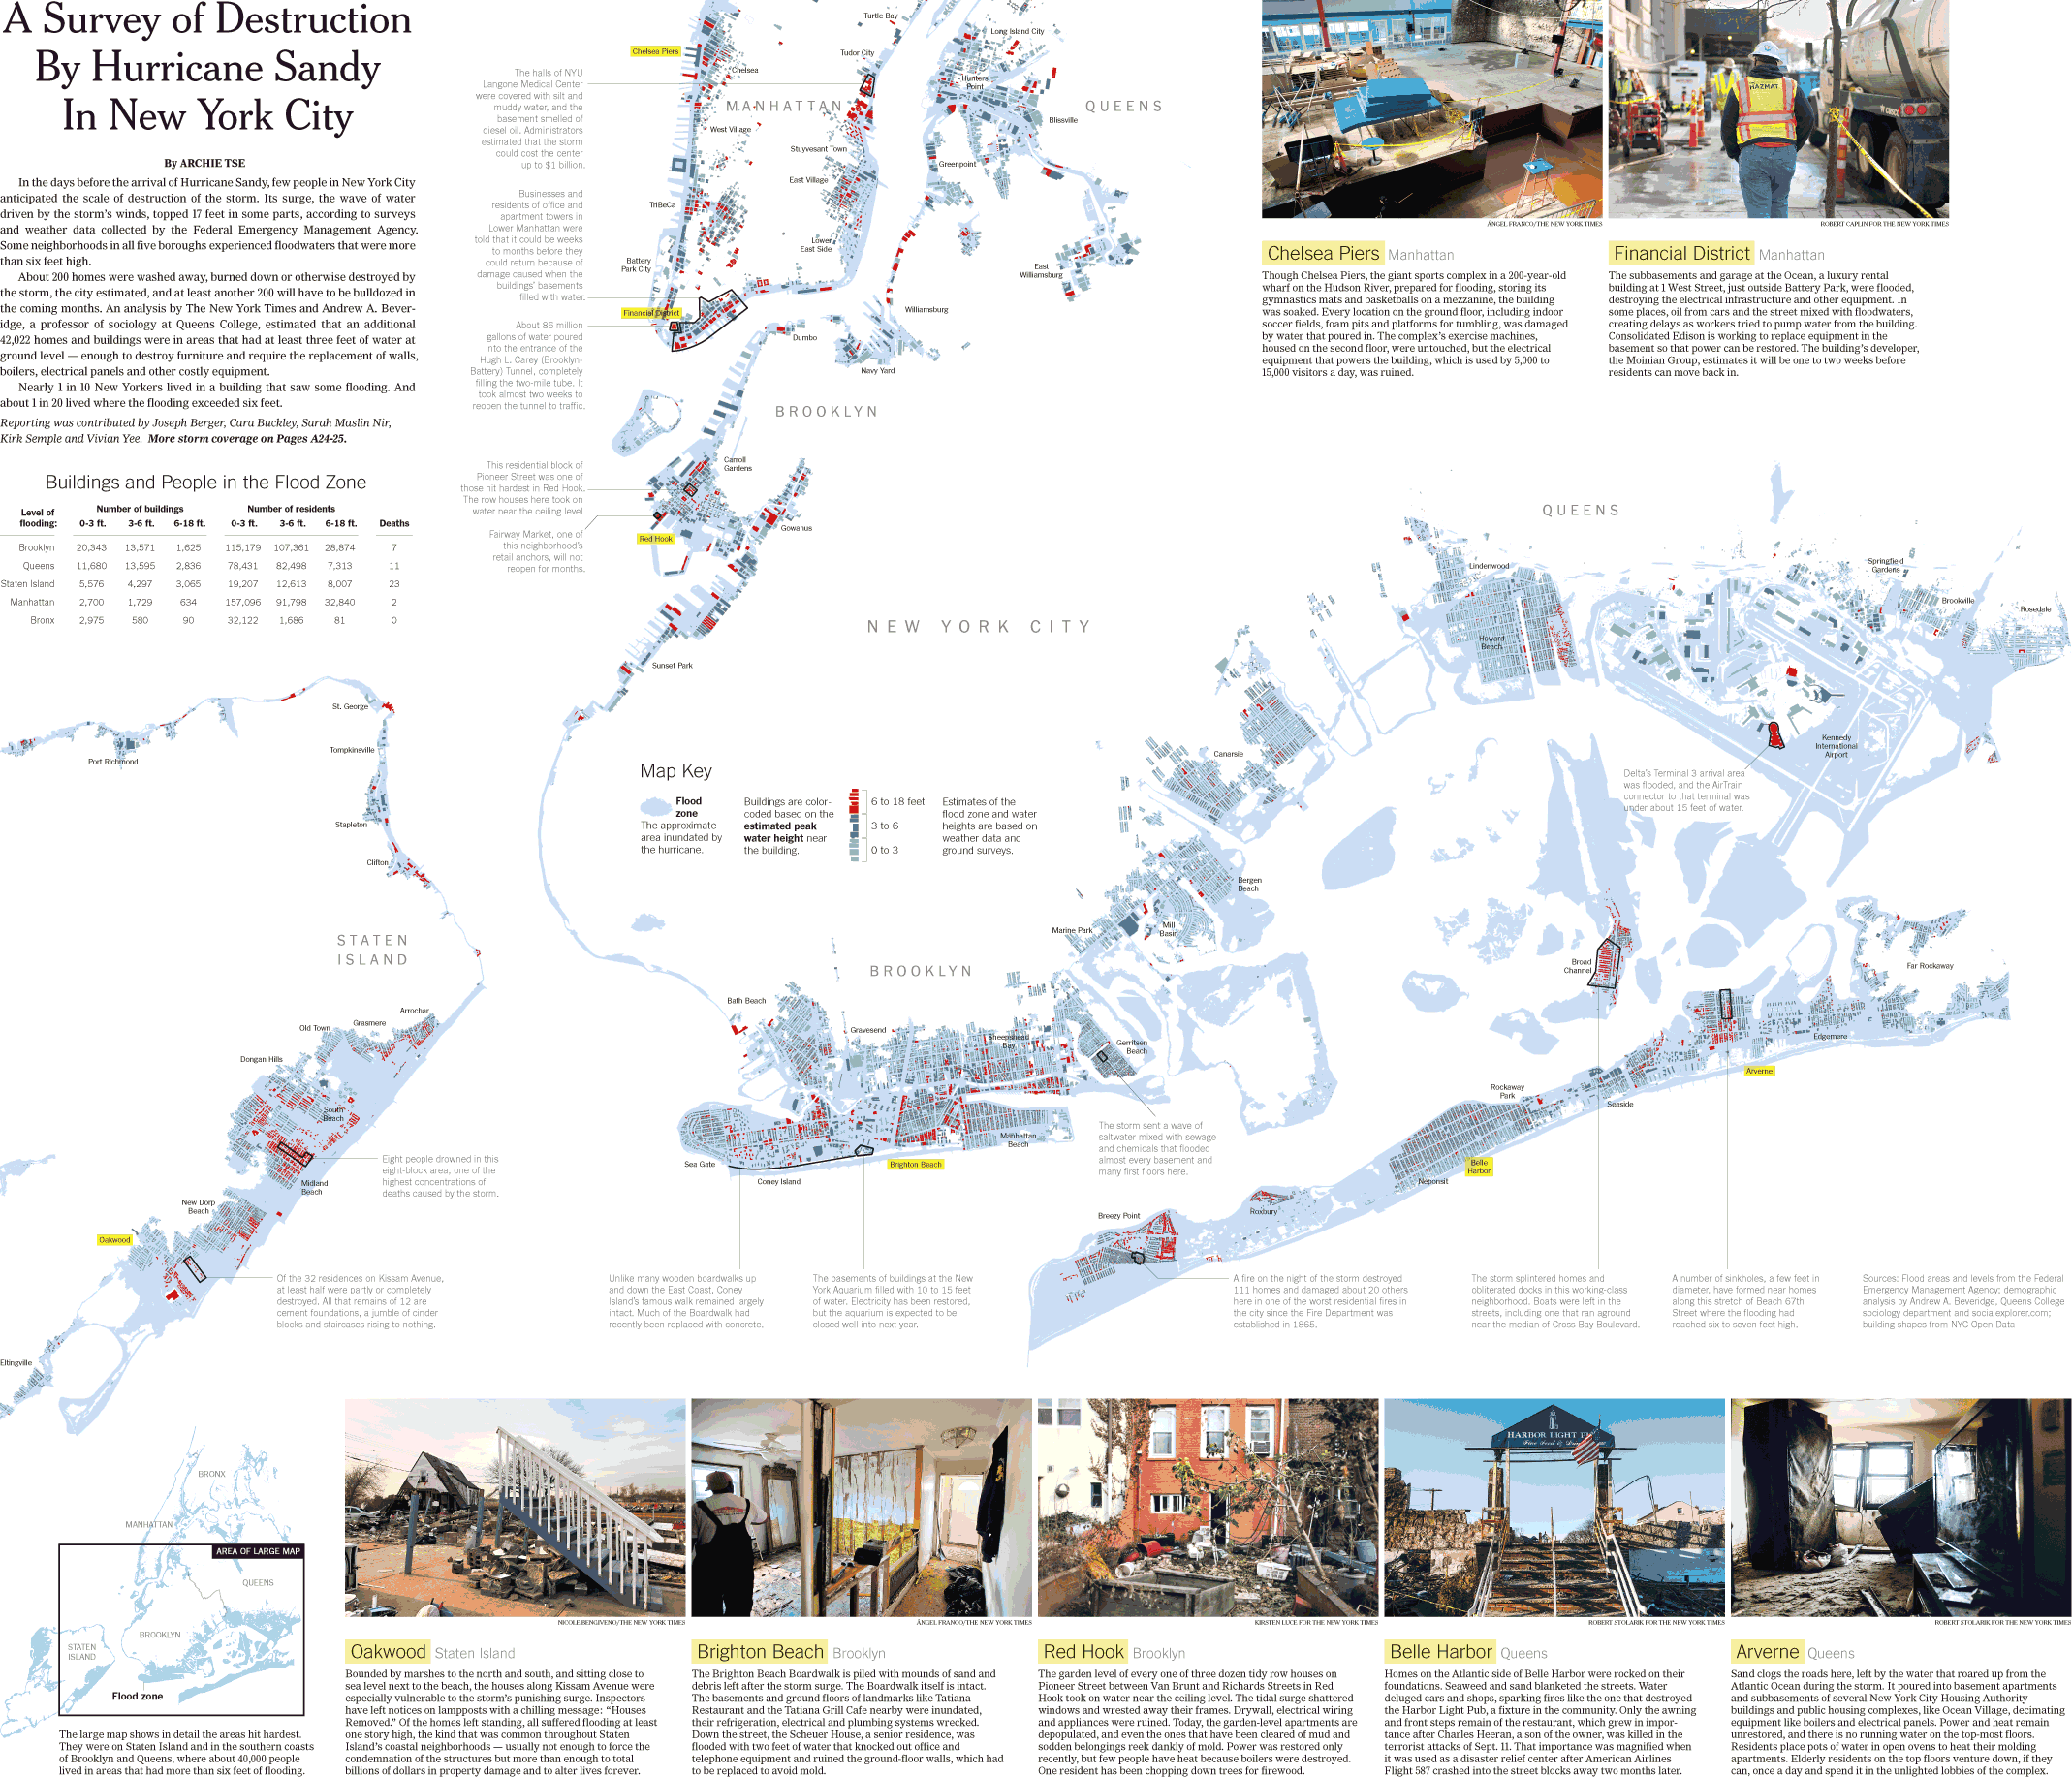 A Survey of Destruction
By Hurricane Sandy
In New York City
By ARCHIE TSE
In the days before the arrival of Hurricane Sandy, few people in New York City
anticipated the scale of destruction of the storm. Its surge, the wave of water
driven by the storm's winds, topped 17 feet in some parts, according to surveys
and weather data collected by the Federal Emergency Management Agency.
Some neighborhoods in all five boroughs experienced floodwaters that were more
than six feet high.
About 200 homes were washed away, burned down or otherwise destroyed by
the storm, the city estimated, and at least another 200 will have to be bulldozed in
the coming months. An analysis by The New York Times and Andrew A. Bever-
idge, a professor of sociology at Queens College, estimated that an additional
42,022 homes and buildings were in areas that had at least three feet of water at
ground level — enough to destroy furniture and require the replacement of walls,
boilers, electrical panels and other costly equipment.
Nearly 1 in 10 New Yorkers lived in a building that saw some flooding. And
about 1 in 20 lived where the flooding exceeded six feet.
Reporting was contributed by Joseph Berger, Cara Buckley, Sarah Maslin Nir,
Kirk Semple and Vivian Yee. More storm coverage on Pages A24-25.
Buildings and People in the Flood Zone
Level of flooding: Number of buildings Number of residents
0-3 ft. 3-6 ft. 6-18 ft. 0-3 ft. 3-6 ft. 6-18 ft. Deaths
Brooklyn 20,343 13,571 1,625 115,179 107,361 28,874 7
Queens 11,680 13,595 2,836 78,431 82,498 7,313 11
Staten Island 5,576 4,297 3,065 19,207 12,613 8,007 23
Manhattan 2,700 1,729 634 157,096 91,798 32,840 2
Bronx 2,975 580 90 32,122 1,686 81 0
The halls of NYU
Langone Medical Center
were covered with silt and
muddy water, and the
basement smelled of
diesel oil. Administrators
estimated that the storm
could cost the center
up to $1 billion.
Businesses and
residents of office and
apartment towers in
Lower Manhattan were
told that it could be weeks
to months before they
could return because of
damage caused when the
buildings' basements
filled with water.
About 86 million
gallons of water poured
into the entrance of the
Hugh L. Carey (Brooklyn-
Battery) Tunnel, completely
filling the two-mile tube. It
took almost two weeks to
reopen the tunnel to traffic.
This residential block of
Pioneer Street was one of
those hit hardest in Red Hook.
The row houses here took on
water near the ceiling level.
Fairway Market, one of
this neighborhood's
retail anchors, will not
reopen for months.
Chelsea Piers
Chelsea
Turtle Bay
Tudor City
Long Island City
Hunters
Point
MANHATTAN
QUEENS
West Village
Blissville
Stuyvesant Town
Greenpoint
East Village
TriBeCa
Lower
East Side
Battery
Park City
East
Williamsburg
Financial District
Williamsburg
Dumbo
Navy Yard
BROOKLYN
Carroll
Gardens
Gowanus
Red Hook
Sunset Park
NEW YORK CITY
Chelsea Piers Manhattan
ÁNGEL FRANCO/THE NEW YORK TIMES
Though Chelsea Piers, the giant sports complex in a 200-year-old
wharf on the Hudson River, prepared for flooding, storing its
gymnastics mats and basketballs on a mezzanine, the building
was soaked. Every location on the ground floor, including indoor
soccer fields, foam pits and platforms for tumbling, was damaged
by water that poured in. The complex's exercise machines,
housed on the second floor, were untouched, but the electrical
equipment that powers the building, which is used by 5,000 to
15,000 visitors a day, was ruined.
HAZMAT
ROBERT CAPLIN FOR THE NEW YORK TIMES
Financial District Manhattan
The subbasements and garage at the Ocean, a luxury rental
building at 1 West Street, just outside Battery Park, were flooded,
destroying the electrical infrastructure and other equipment. In
some places, oil from cars and the street mixed with floodwaters,
creating delays as workers tried to pump water from the building.
Consolidated Edison is working to replace equipment in the
basement so that power can be restored. The building's developer,
the Moinian Group, estimates it will be one to two weeks before
residents can move back in.
QUEENS
Lindenwood
Howard
Beach
Springfield
Gardens
Brookville
Rosedale
Kennedy
International
Airport
Delta's Terminal 3 arrival area
was flooded, and the AirTrain
connector to that terminal was
under about 15 feet of water.
St. George
Port Richmond
Tompkinsville
Stapleton
Clifton
STATEN
ISLAND
Map Key
Flood
zone
The approximate
area inundated by
the hurricane.
Buildings are color-
coded based on the
estimated peak
water height near
the building.
6 to 18 feet
3 to 6
0 to 3
Estimates of the
flood zone and water
heights are based on
weather data and
ground surveys.
Canarsie
Bergen
Beach
Marine Park
Mill
Basin
BROOKLYN
Bath Beach
Gravesend
Sheepshead
Bay
Gerritsen
Beach
Manhattan
Beach
Sea Gate
Coney Island
Brighton Beach
The storm sent a wave of
saltwater mixed with sewage
and chemicals that flooded
almost every basement and
many first floors here.
Arrochar
Grasmere
Old Town
Dongan Hills
South
Beach
Midland
Beach
New Dorp
Beach
Oakwood
Eltingville
Eight people drowned in this
eight-block area, one of the
highest concentrations of
deaths caused by the storm.
Of the 32 residences on Kissam Avenue,
at least half were partly or completely
destroyed. All that remains of 12 are
cement foundations, a jumble of cinder
blocks and staircases rising to nothing.
Unlike many wooden boardwalks up
and down the East Coast, Coney
Island's famous walk remained largely
intact. Much of the Boardwalk had
recently been replaced with concrete.
The basements of buildings at the New
York Aquarium filled with 10 to 15 feet
of water. Electricity has been restored,
but the aquarium is expected to be
closed well into next year.
Broad
Channel
Far Rockaway
Edgemere
Arverne
Rockaway
Park
Seaside
Belle
Harbor
Neponsit
Roxbury
Breezy Point
A fire on the night of the storm destroyed
111 homes and damaged about 20 others
here in one of the worst residential fires in
the city since the Fire Department was
established in 1865.
The storm splintered homes and
obliterated docks in this working-class
neighborhood. Boats were left in the
streets, including one that ran aground
near the median of Cross Bay Boulevard.
A number of sinkholes, a few feet in
diameter, have formed near homes
along this stretch of Beach 67th
Street where the flooding had
reached six to seven feet high.
Sources: Flood areas and levels from the Federal
Emergency Management Agency; demographic
analysis by Andrew A. Beveridge, Queens College
sociology department and socialexplorer.com;
building shapes from NYC Open Data
BRONX
MANHATTAN
AREA OF LARGE MAP
QUEENS
BROOKLYN
STATEN
ISLAND
Flood zone
The large map shows in detail the areas hit hardest.
They were on Staten Island and in the southern coasts
of Brooklyn and Queens, where about 40,000 people
lived in areas that had more than six feet of flooding.
NICOLE BENGIVENO/THE NEW YORK TIMES
Oakwood Staten Island
Bounded by marshes to the north and south, and sitting close to
sea level next to the beach, the houses along Kissam Avenue were
especially vulnerable to the storm's punishing surge. Inspectors
have left notices on lampposts with a chilling message: "Houses
Removed." Of the homes left standing, all suffered flooding at least
one story high, the kind that was common throughout Staten
Island's coastal neighborhoods — usually not enough to force the
condemnation of the structures but more than enough to total
billions of dollars in property damage and to alter lives forever.
ÁNGEL FRANCO/THE NEW YORK TIMES
Brighton Beach Brooklyn
The Brighton Beach Boardwalk is piled with mounds of sand and
debris left after the storm surge. The Boardwalk itself is intact.
The basements and ground floors of landmarks like Tatiana
Restaurant and the Tatiana Grill Cafe nearby were inundated,
their refrigeration, electrical and plumbing systems wrecked.
Down the street, the Scheuer House, a senior residence, was
flooded with two feet of water that knocked out office and
telephone equipment and ruined the ground-floor walls, which had
to be replaced to avoid mold.
KIRSTEN LUCE FOR THE NEW YORK TIMES
Red Hook Brooklyn
The garden level of every one of three dozen tidy row houses on
Pioneer Street between Van Brunt and Richards Streets in Red
Hook took on water near the ceiling level. The tidal surge shattered
windows and wrested away their frames. Drywall, electrical wiring
and appliances were ruined. Today, the garden-level apartments are
depopulated, and even the ones that have been cleared of mud and
sodden belongings reek dankly of mold. Power was restored only
recently, but few people have heat because boilers were destroyed.
One resident has been chopping down trees for firewood.
HARBOR LIGHT
ROBERT STOLARIK FOR THE NEW YORK TIMES
Belle Harbor Queens
Homes on the Atlantic side of Belle Harbor were rocked on their
foundations. Seaweed and sand blanketed the streets. Water
deluged cars and shops, sparking fires like the one that destroyed
the Harbor Light Pub, a fixture in the community. Only the awning
and front steps remain of the restaurant, which grew in impor-
tance after Charles Heeran, a son of the owner, was killed in the
terrorist attacks of Sept. 11. That importance was magnified when
it was used as a disaster relief center after American Airlines
Flight 587 crashed into the street blocks away two months later.
ROBERT STOLARIK FOR THE NEW YORK TIMES
Arverne Queens
Sand clogs the roads here, left by the water that roared up from the
Atlantic Ocean during the storm. It poured into basement apartments
and subbasements of several New York City Housing Authority
buildings and public housing complexes, like Ocean Village, decimating
equipment like boilers and electrical panels. Power and heat remain
unrestored, and there is no running water on the top-most floors.
Residents place pots of water in open ovens to heat their molding
apartments. Elderly residents on the top floors venture down, if they
can, once a day and spend it in the unlighted lobbies of the complex.